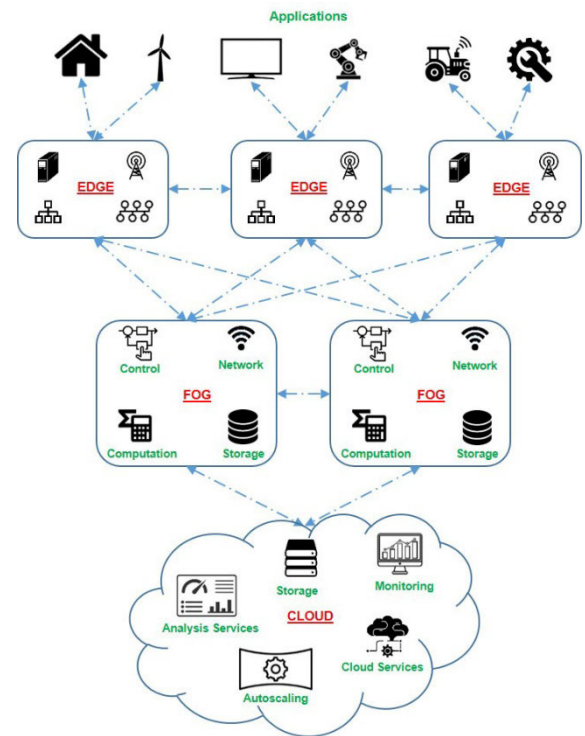 Applications
EDGE
EDGE
EDGE
Control
Network
FOG
Computation
Storage
Control
Network
FOG
Computation
Storage
Storage
Monitoring
Analysis Services
CLOUD
Cloud Services
Autoscaling